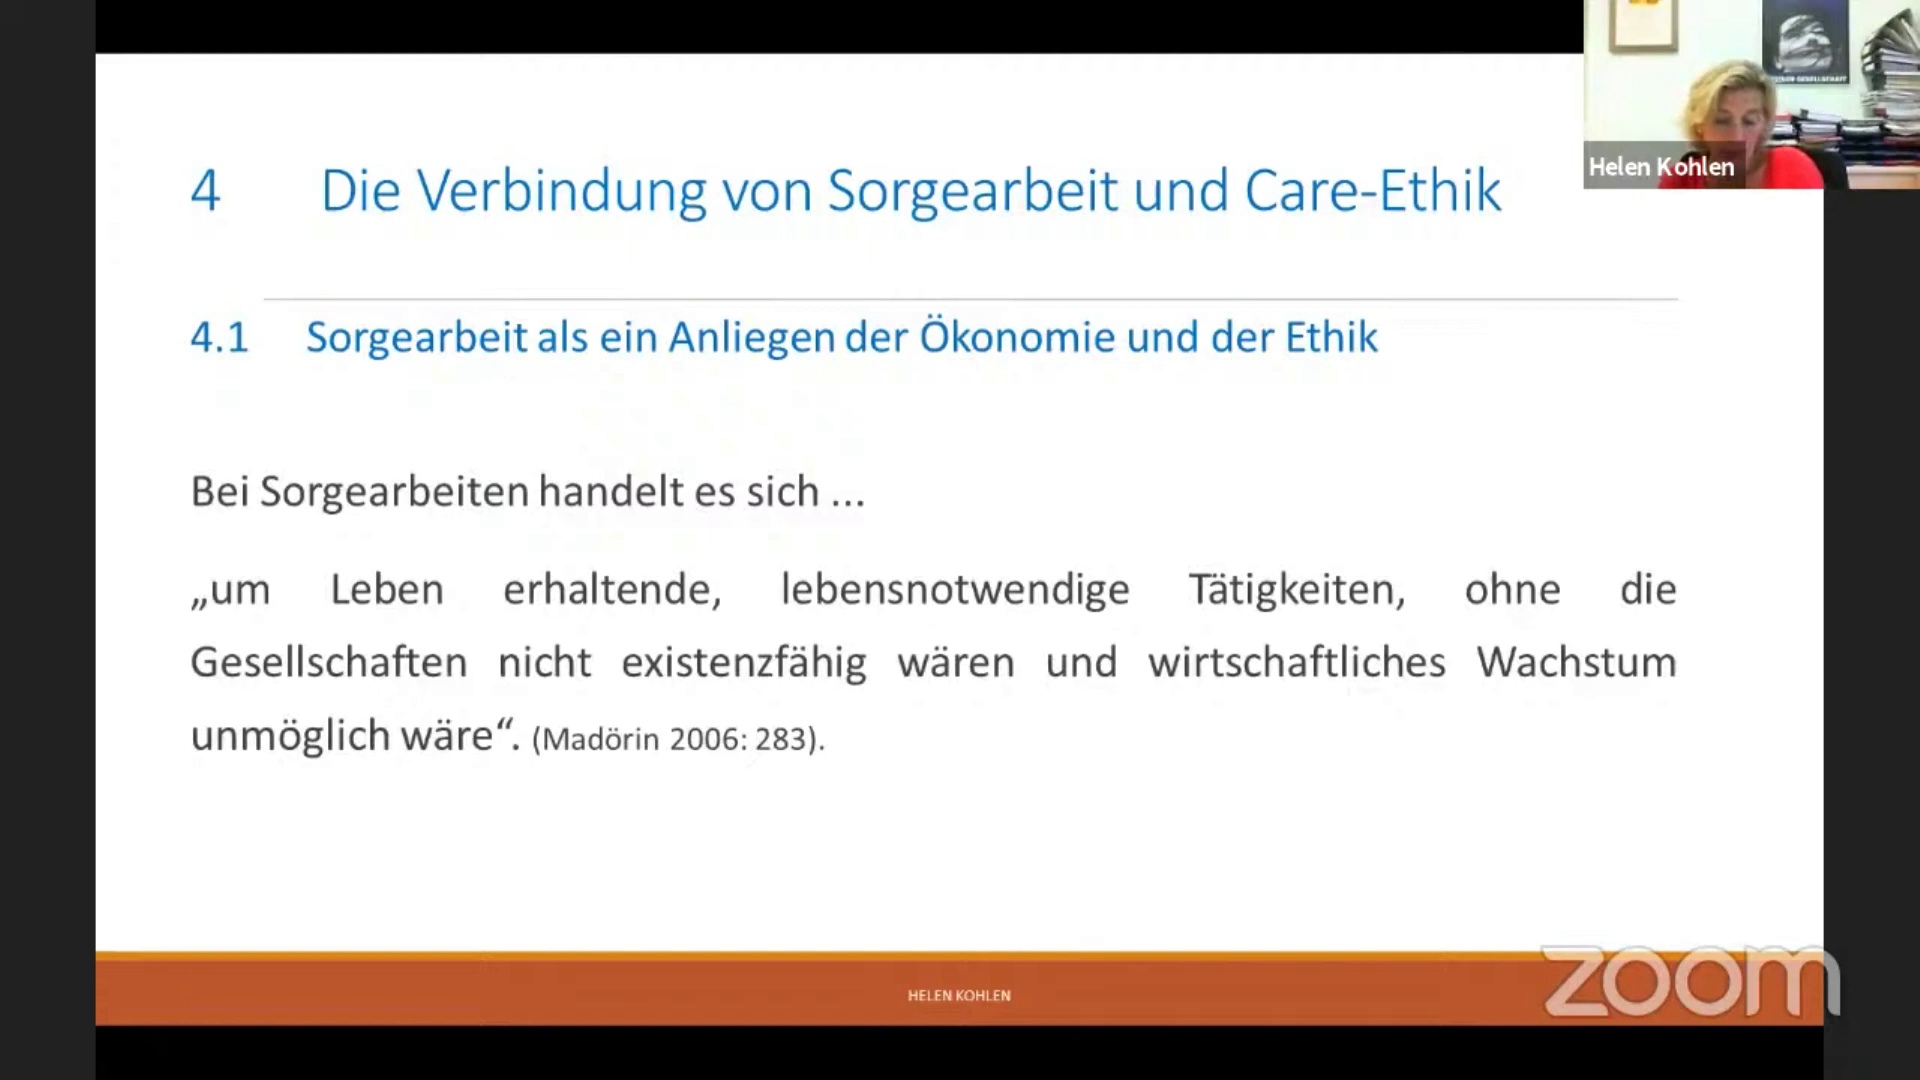 4 Die Verbindung von Sorgearbeit und Care-Ethik
4.1 Sorgearbeit als ein Anliegen der Ökonomie und der Ethik
Bei Sorgearbeiten handelt es sich ...
„um Leben erhaltende, lebensnotwendige Tätigkeiten, ohne die
Gesellschaften nicht existenzfähig wären und wirtschaftliches Wachstum
unmöglich wäre“. (Madörin 2006: 283).
HELEN KOHLEN
Helen Kohlen
zoom